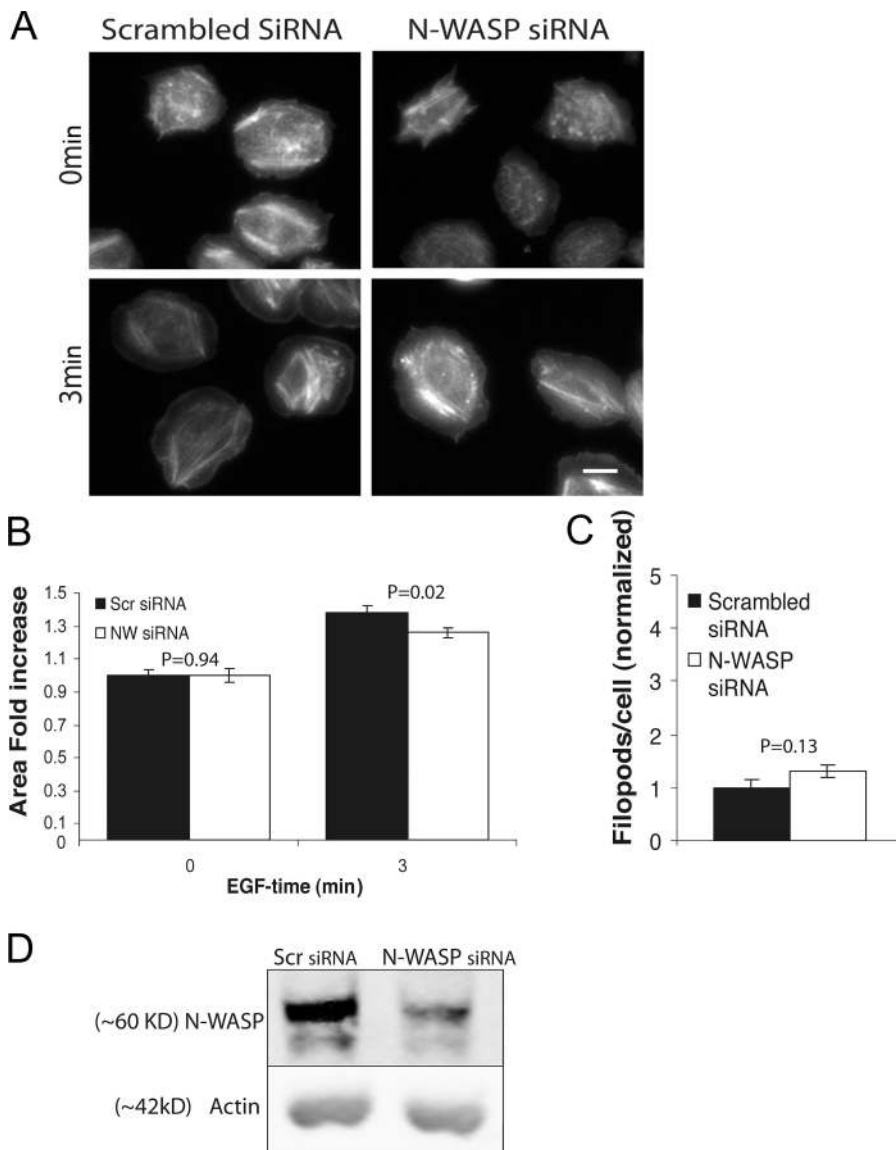 A
Scrambled SiRNA
N-WASP siRNA
0min
3min
B
Area Fold increase
1.5
1.3
1.1
0.9
0.7
0.5
0.3
0.1
0
Scr siRNA
NW siRNA
P=0.94
P=0.02
0
3
EGF-time (min)
C
Filopods/cell (normalized)
5
4
3
2
1
0
Scrambled
siRNA
N-WASP
siRNA
P=0.13
D
Scr siRNA
N-WASP siRNA
(~60 KD) N-WASP
(~42kD) Actin